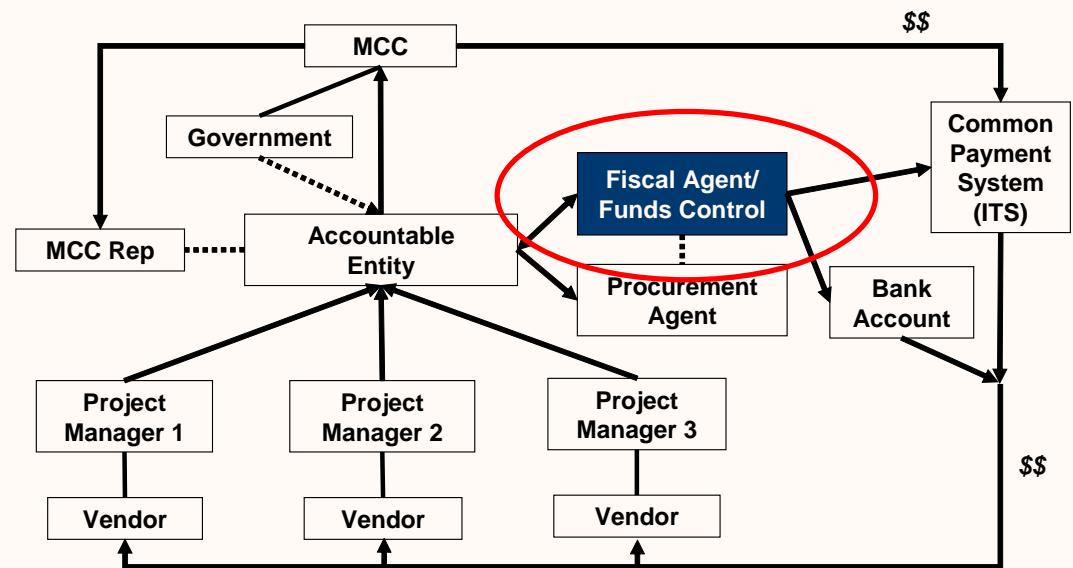 $$
MCC
Government
Common
Payment
System
(ITS)
Fiscal Agent/
Funds Control
MCC Rep
Accountable
Entity
Procurement
Agent
Bank
Account
Project
Manager 1
Project
Manager 2
Project
Manager 3
$$
Vendor
Vendor
Vendor